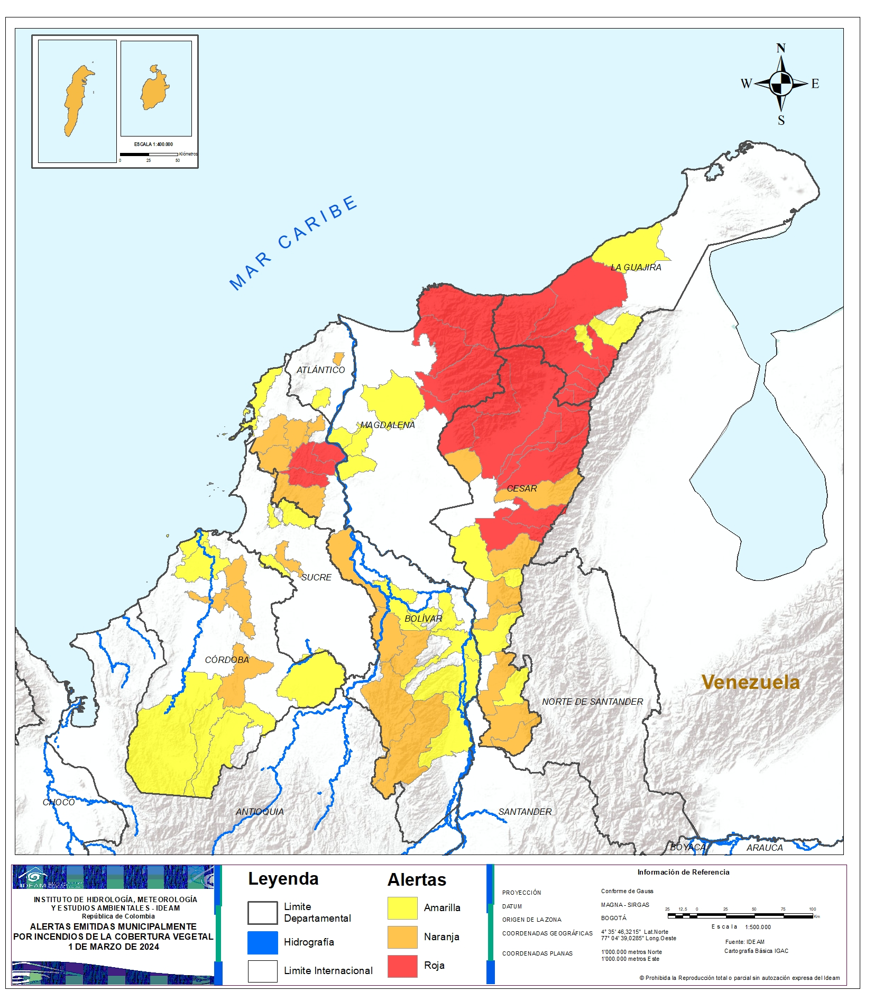 ESCALA 1:400.000
Kilómetros
0 25 50
N
W E
S
MAR CARIBE
LA GUAJIRA
ATLÁNTICO
MAGDALENA
CESAR
SUCRE
BOLÍVAR
CÓRDOBA
Venezuela
NORTE DE SANTANDER
CHOCÓ
ANTIOQUIA
SANTANDER
BOYACÁ
ARAUCA
IDEAM
INSTITUTO DE HIDROLOGÍA, METEOROLOGÍA
Y ESTUDIOS AMBIENTALES - IDEAM
República de Colombia
ALERTAS EMITIDAS MUNICIPALMENTE
POR INCENDIOS DE LA COBERTURA VEGETAL
1 DE MARZO DE 2024
Leyenda
Limite
Departamental
Hidrografía
Limite Internacional
Alertas
Amarilla
Naranja
Roja
Información de Referencia
PROYECCIÓN Conforme de Gauss
DATUM MAGNA - SIRGAS
ORIGEN DE LA ZONA BOGOTÁ
COORDENADAS GEOGRÁFICAS 4° 35' 46,3215" Lat.Norte
77° 04' 39,0285" Long.Oeste
COORDENADAS PLANAS 1'000.000 metros Norte
1'000.000 metros Este
25 12,5 0 25 50 75 100
Km
Escala 1:500.000
Fuente: IDEAM
Cartografía Básica IGAC
© Prohibida la Reproducción total o parcial sin autozación expresa del Ideam